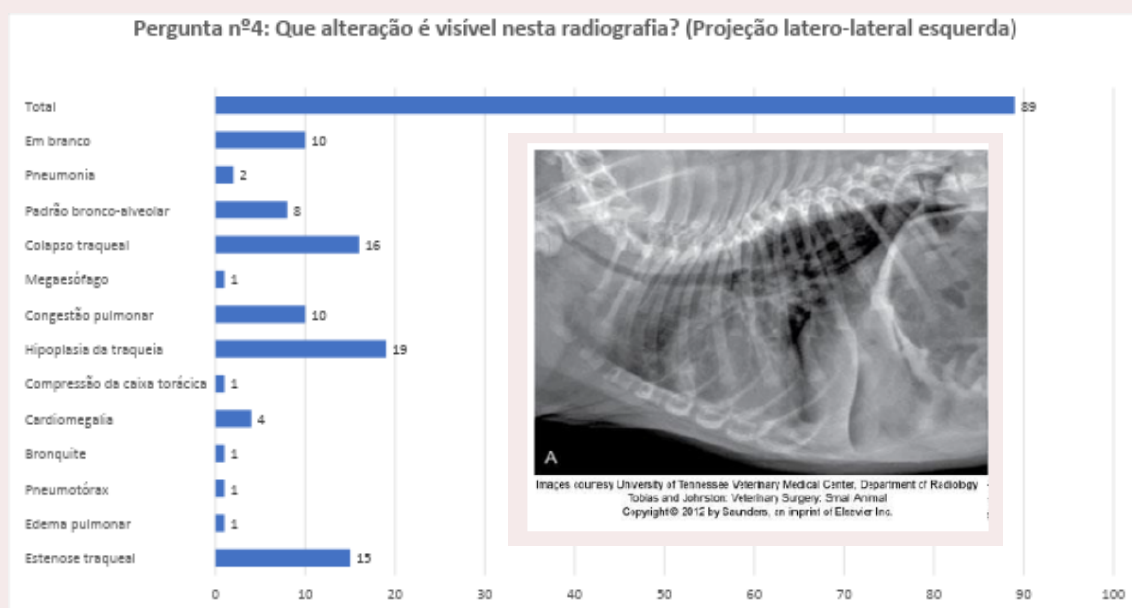 Pergunta nº4: Que alteração é visível nesta radiografia? (Projeção latero-lateral esquerda)
Total 89
Em branco 10
Pneumonia 2
Padrão bronco-alveolar 8
Colapso traqueal 16
Megaesófago 1
Congestão pulmonar 10
Hipoplasia da traqueia 19
Compressão da caixa torácica 1
Cardiomegalia 4
Bronquite 1
Pneumotórax 1
Edema pulmonar 1
Estenose traqueal 15
0 10 20 30 40 50 60 70 80 90 100
A
Images courtesy University of Tennessee Veterinary Medical Center, Department of Radiology
Tobias and Johnston: Veterinary Surgery: Small Animal
Copyright © 2012 by Saunders, an imprint of Elsevier Inc.